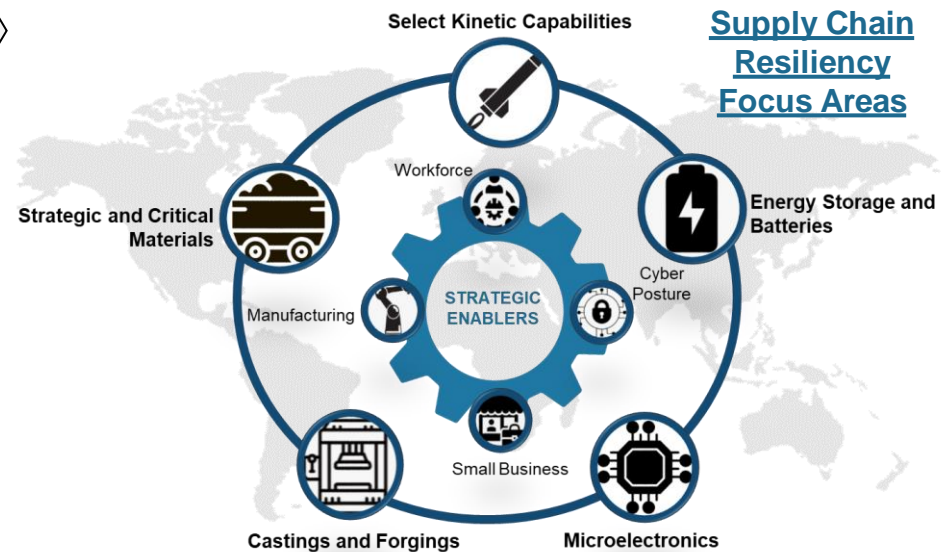 Supply Chain
Resiliency
Focus Areas
Select Kinetic Capabilities
Workforce
Strategic and Critical
Materials
Energy Storage and
Batteries
Cyber
Posture
STRATEGIC
ENABLERS
Manufacturing
Small Business
Castings and Forgings
Microelectronics